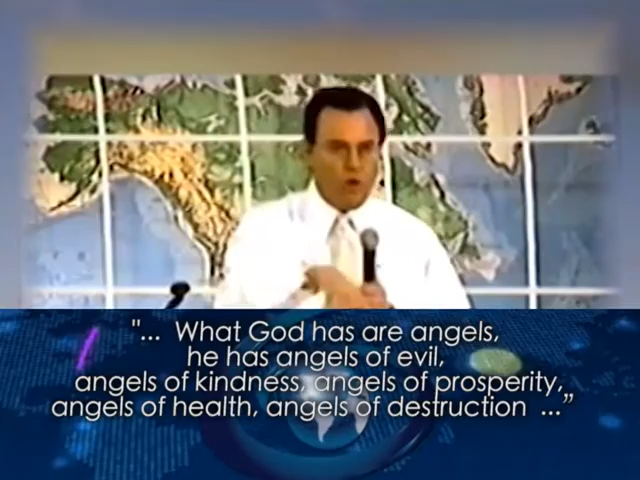 "... What God has are angels,
he has angels of evil,
angels of kindness, angels of prosperity,
angels of health, angels of destruction ..."